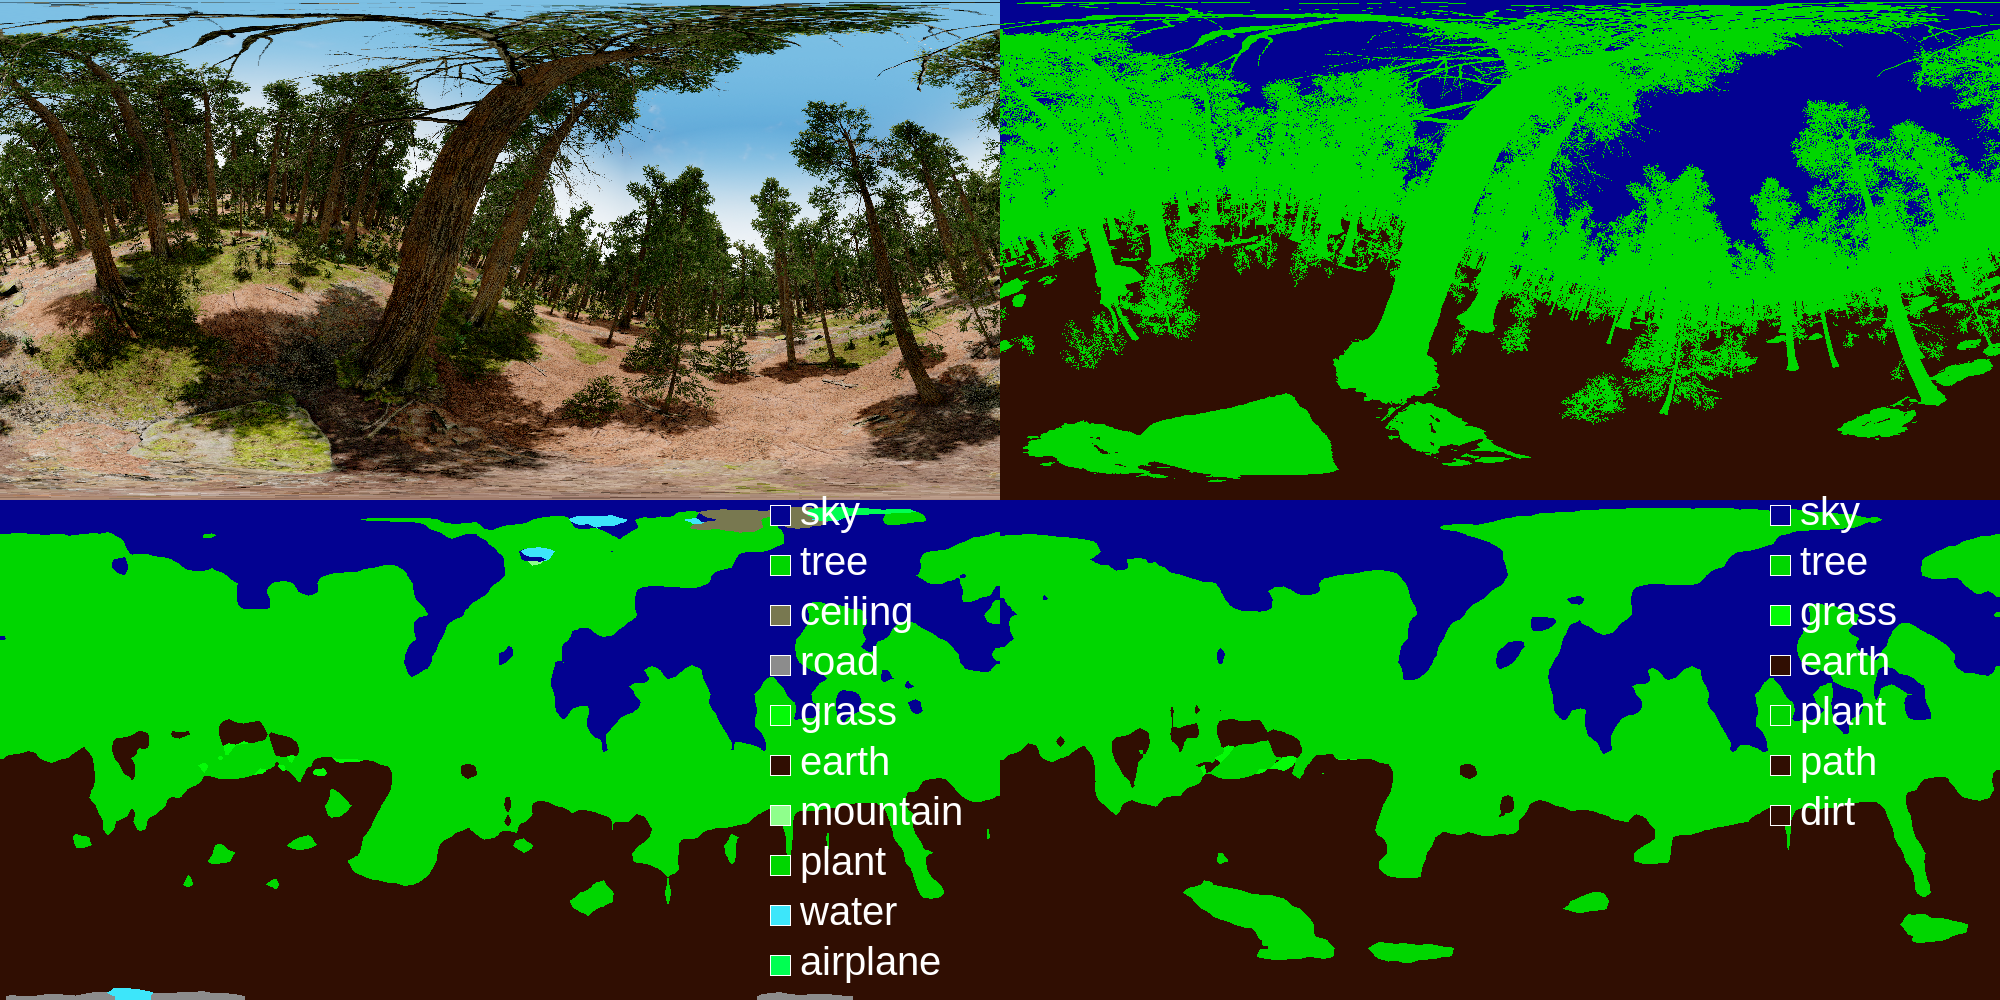 sky
tree
ceiling
road
grass
earth
mountain
plant
water
airplane
sky
tree
grass
earth
plant
path
dirt